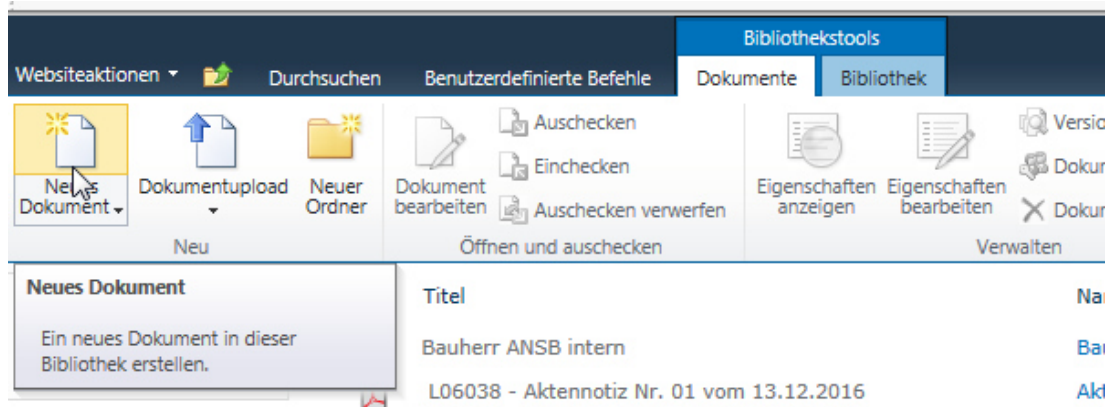 Bibliothekstools
Websiteaktionen Durchsuchen Benutzerdefinierte Befehle Dokumente Bibliothek
Neues Dokument
Dokumentupload
Neuer Ordner
Dokument bearbeiten
Auschecken
Einchecken
Auschecken verwerfen
Eigenschaften anzeigen
Eigenschaften bearbeiten
Neu
Öffnen und auschecken
Verwalten
Neues Dokument
Ein neues Dokument in dieser
Bibliothek erstellen.
Titel
Bauherr ANSB intern
L06038 - Aktennotiz Nr. 01 vom 13.12.2016